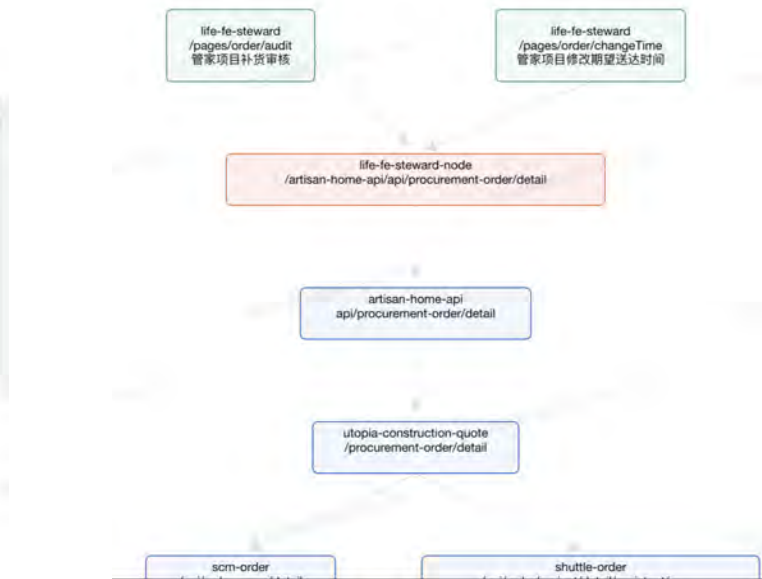 life-fe-steward
/pages/order/audit
管家项目补货审核
life-fe-steward
/pages/order/changeTime
管家项目修改期望送达时间
life-fe-steward-node
/artisan-home-api/api/procurement-order/detail
artisan-home-api
api/procurement-order/detail
utopia-construction-quote
/procurement-order/detail
scm-order
shuttle-order